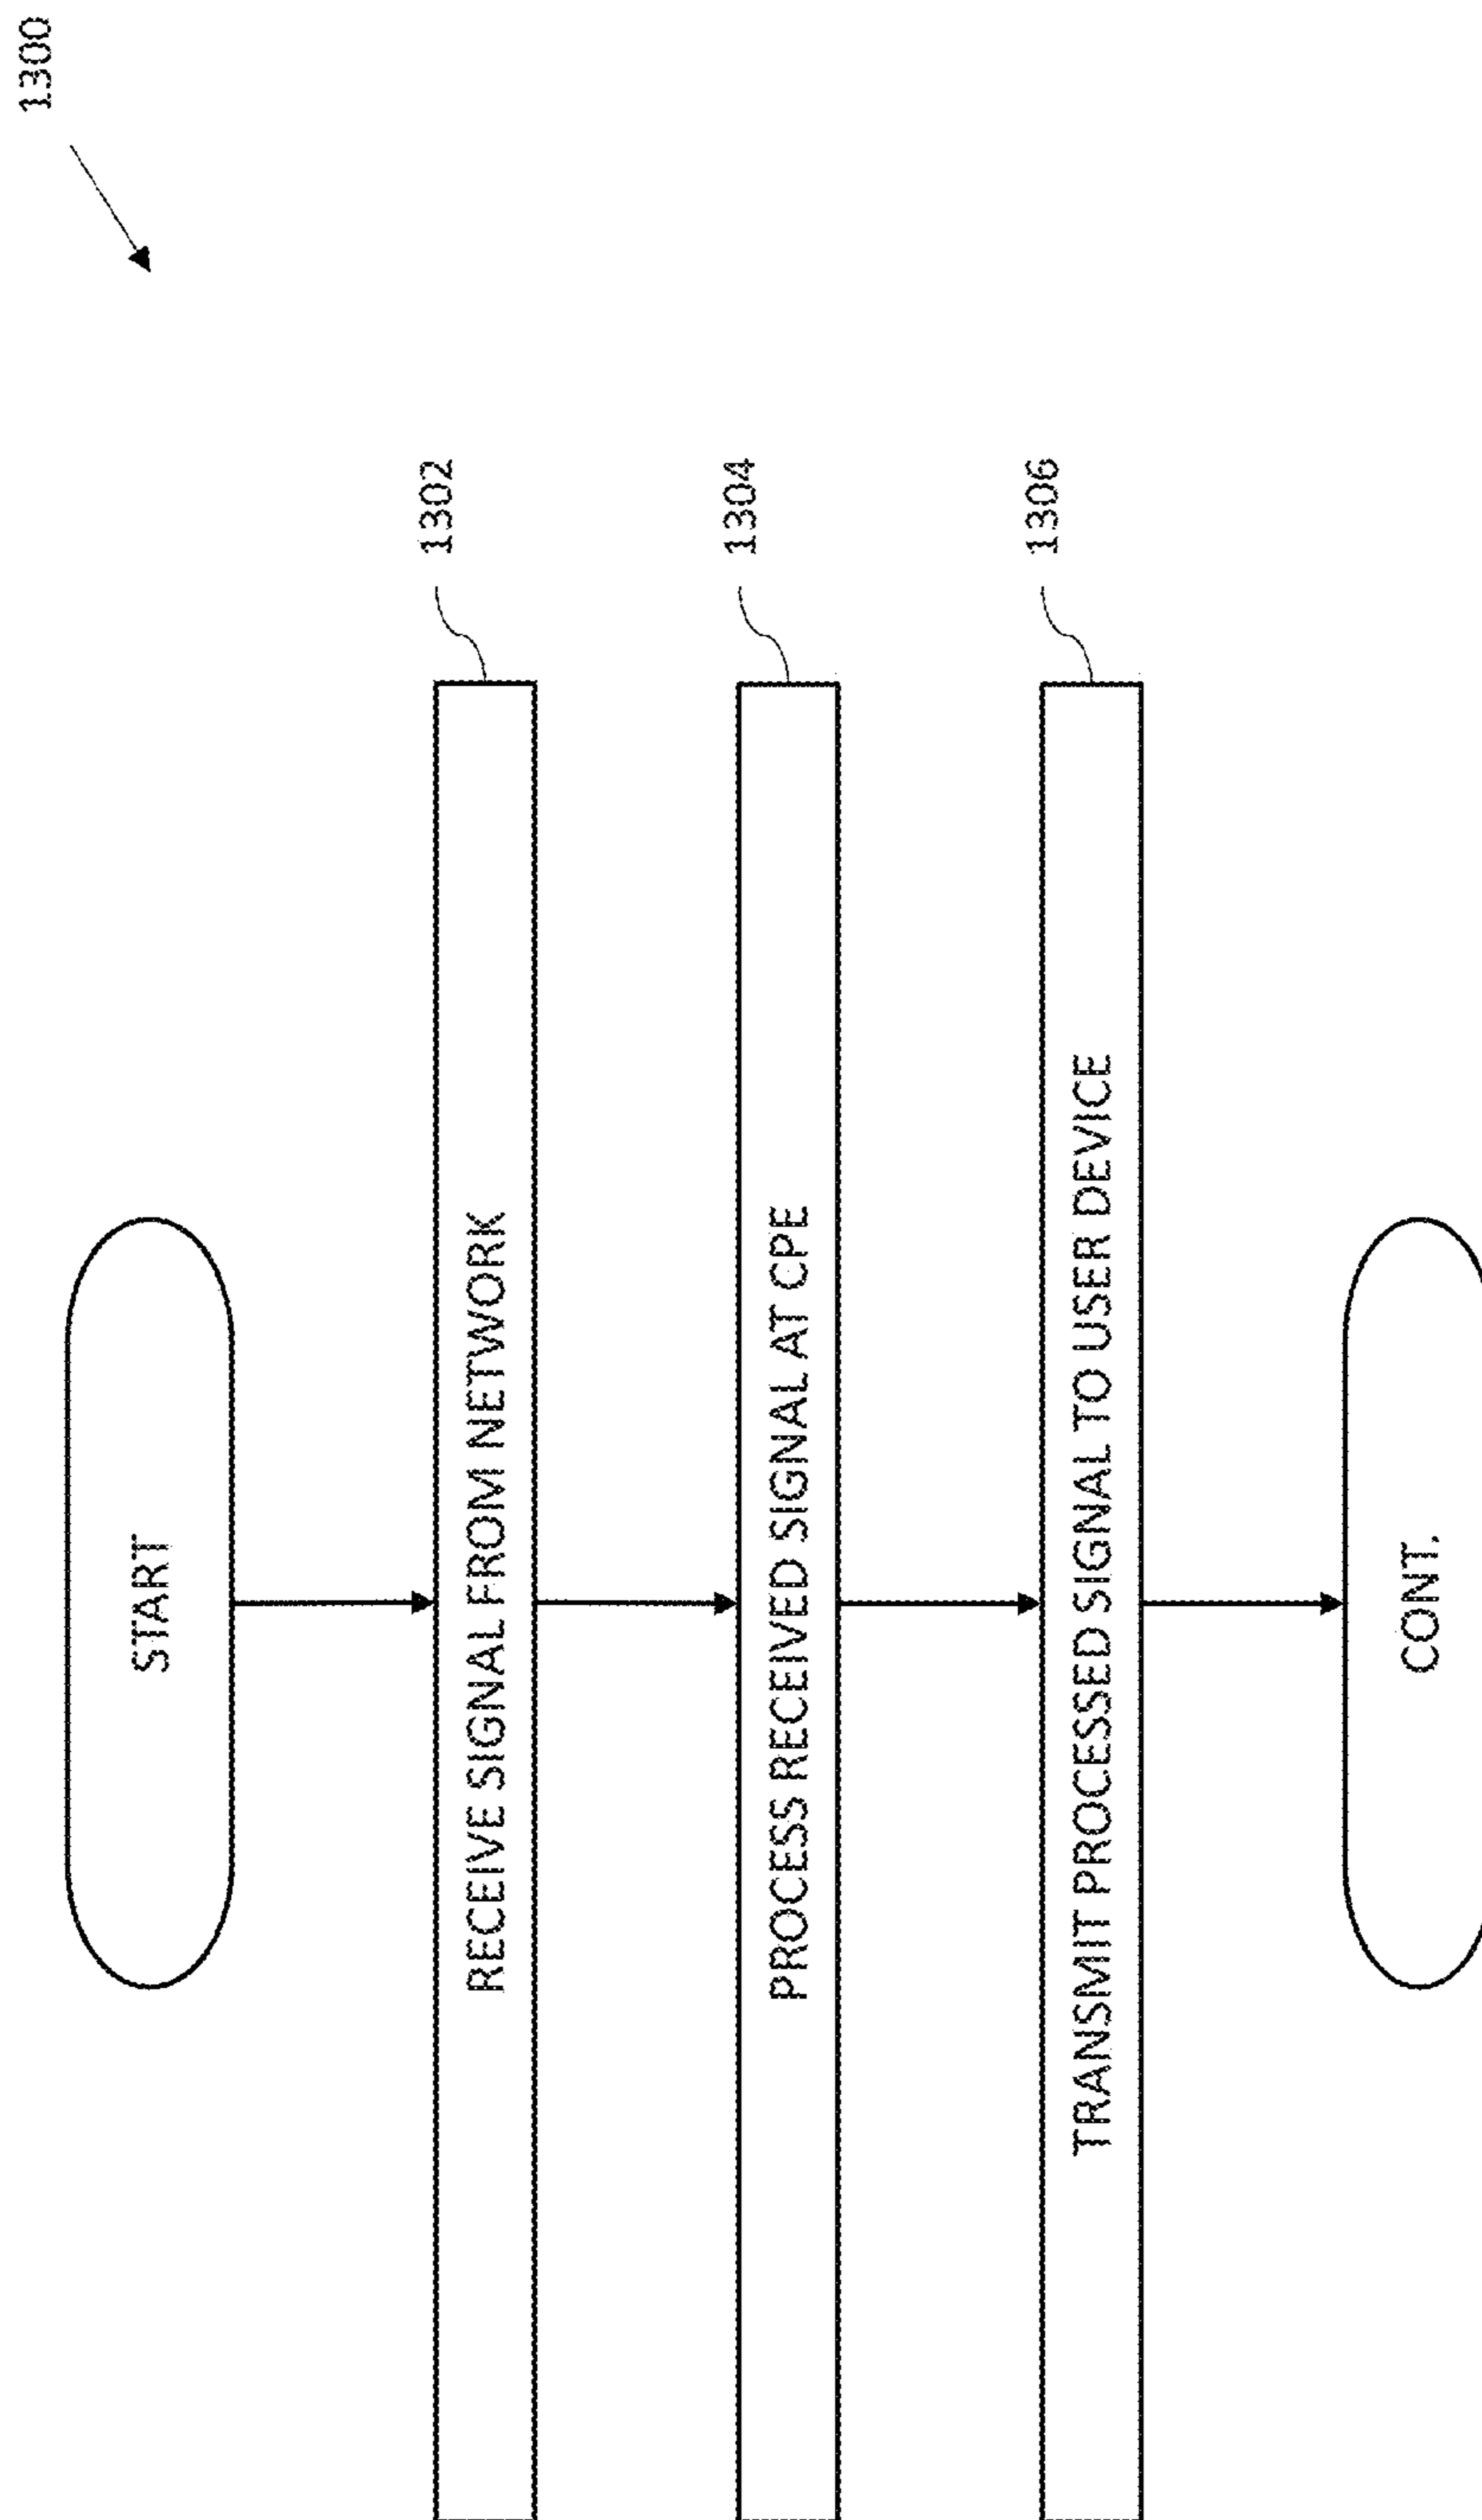 1300
START
RECEIVE SIGNAL FROM NETWORK
1302
PROCESS RECEIVED SIGNAL AT CPE
1304
TRANSMIT PROCESSED SIGNAL TO USER DEVICE
1306
CONT.